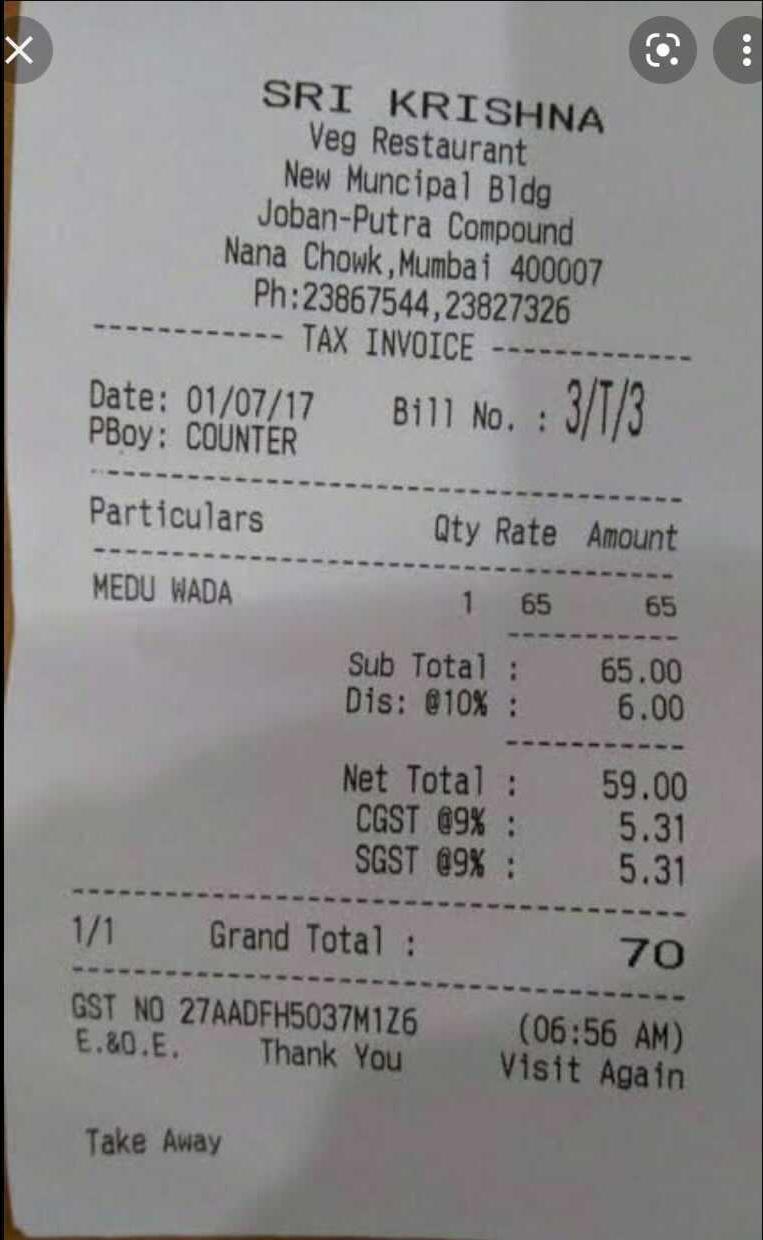 SRI KRISHNA
Veg Restaurant
New Muncipal Bldg
Joban-Putra Compound
Nana Chowk,Mumbai 400007
Ph:23867544,23827326
------------ TAX INVOICE -------------
Date: 01/07/17 Bill No. : 3/T/3
PBoy: COUNTER
Particulars Qty Rate Amount
MEDU WADA 1 65 65
Sub Total : 65.00
Dis: @10% : 6.00
Net Total : 59.00
CGST @9% : 5.31
SGST @9% : 5.31
1/1 Grand Total : 70
GST NO 27AADFH5037M1Z6 (06:56 AM)
E.&O.E. Thank You Visit Again
Take Away